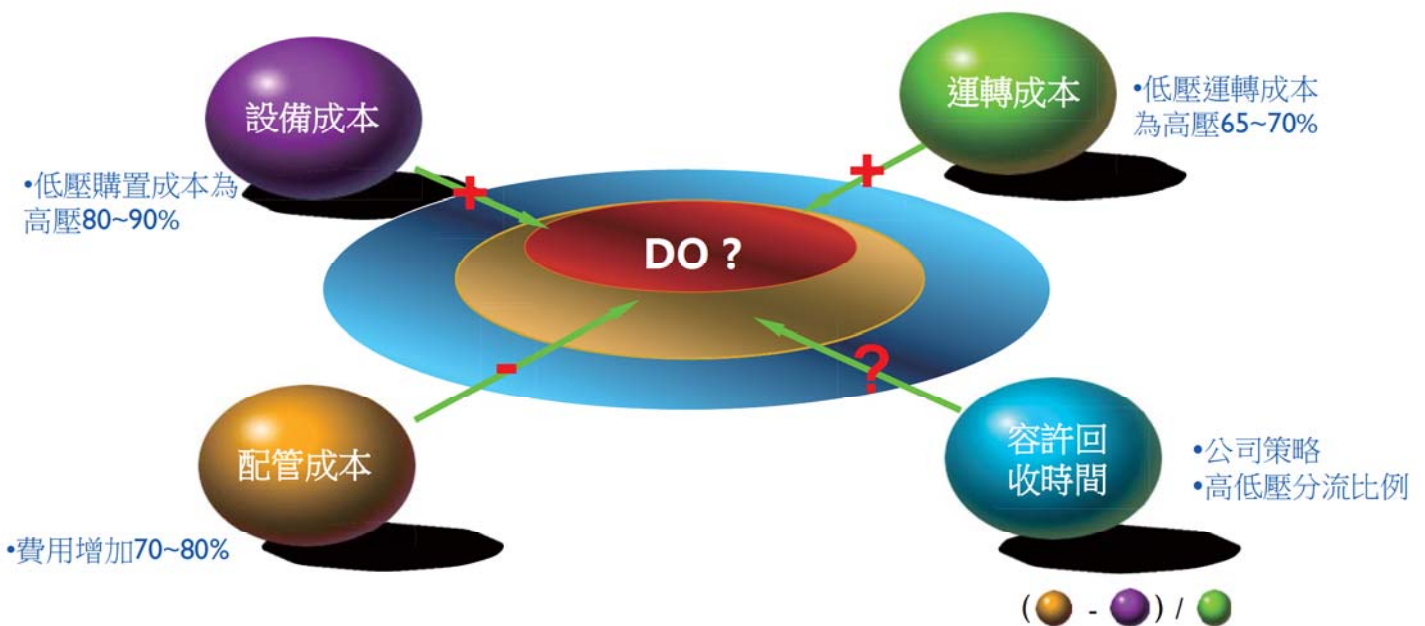 設備成本
•低壓購置成本為
高壓80~90%
運轉成本
•低壓運轉成本
為高壓65~70%
+
+
DO ?
-
?
配管成本
•費用增加70~80%
容許回
收時間
•公司策略
•高低壓分流比例
( - ) /